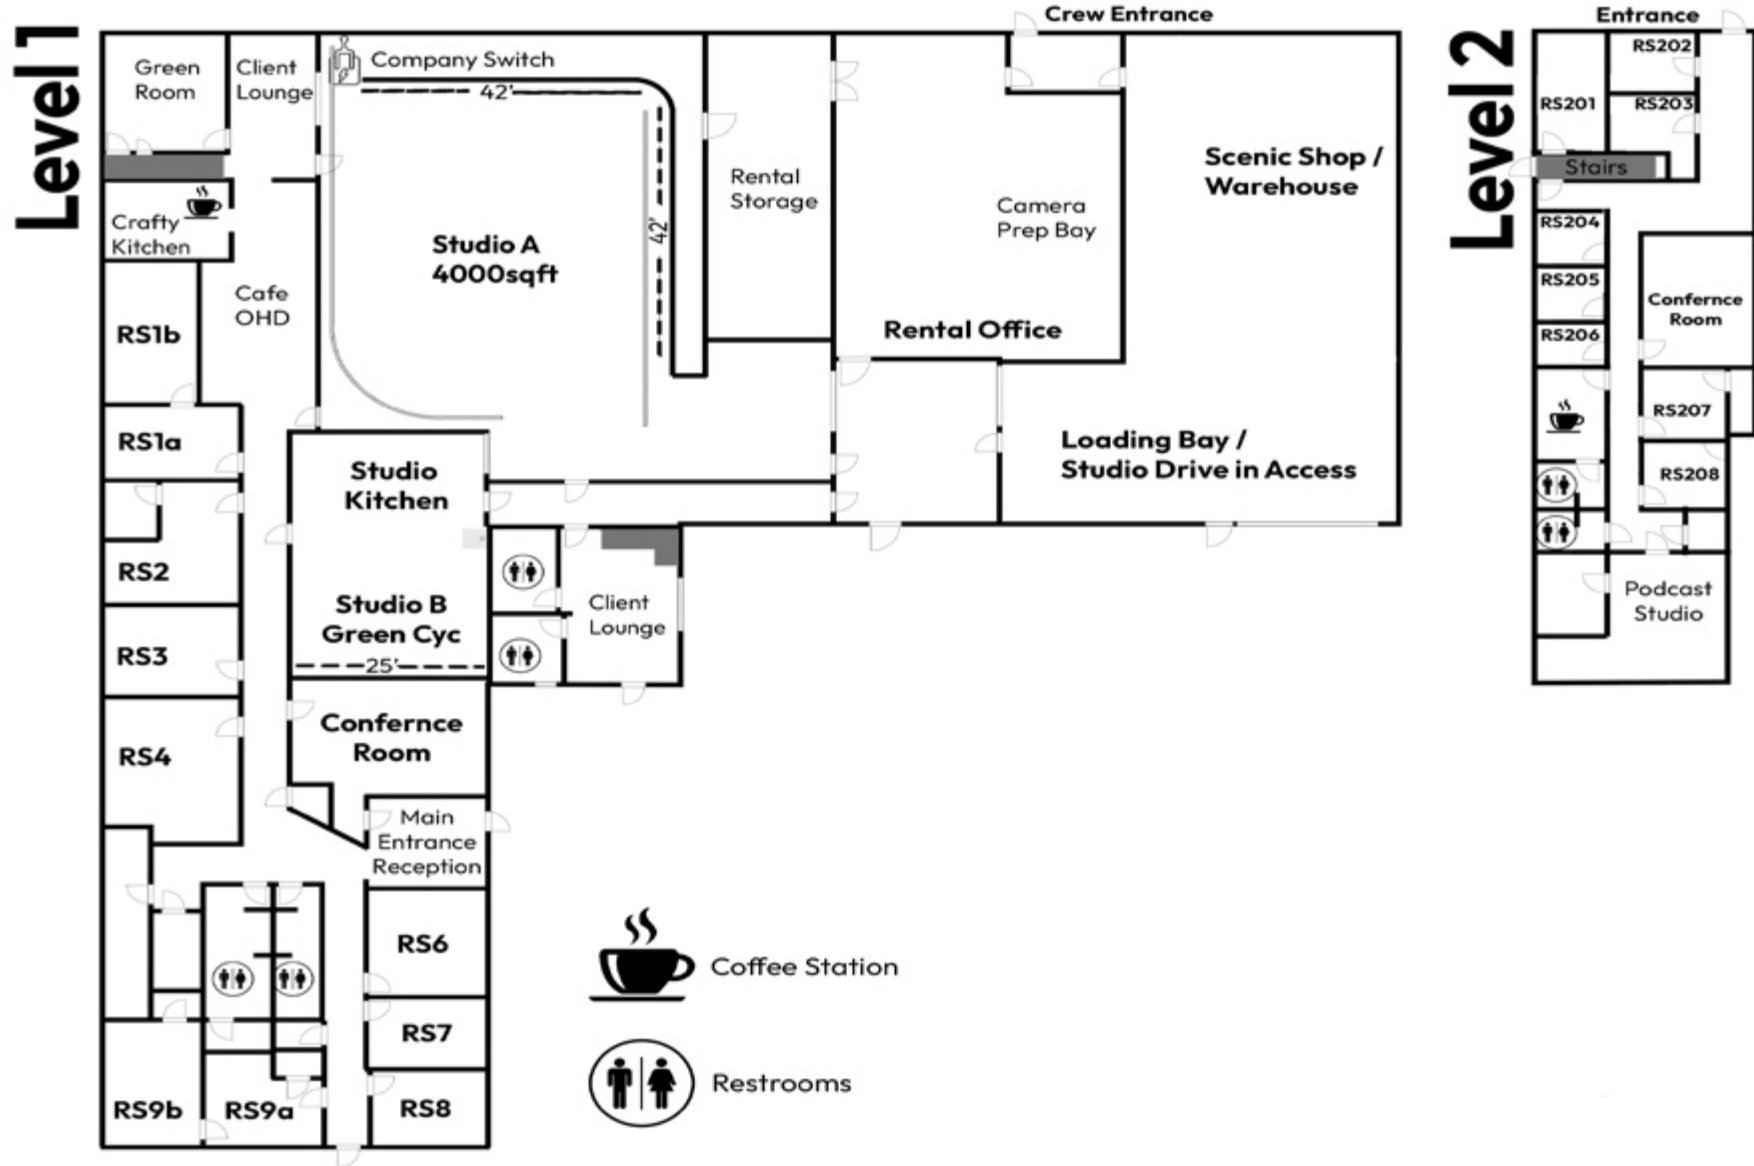 Level 1
Green
Room
Client
Lounge
Company Switch
42'
42'
Studio A
4000sqft
Rental
Storage
Crew Entrance
Camera
Prep Bay
Rental Office
Scenic Shop /
Warehouse
Loading Bay /
Studio Drive in Access
Crafty
Kitchen
Cafe
OHD
RS1b
RS1a
RS2
RS3
RS4
Studio
Kitchen
Studio B
Green Cyc
25'
Client
Lounge
Confernce
Room
Main
Entrance
Reception
RS6
RS7
RS8
RS9b
RS9a
Coffee Station
Restrooms
Level 2
Entrance
RS201
RS202
RS203
Stairs
RS204
RS205
RS206
Confernce
Room
RS207
RS208
Podcast
Studio